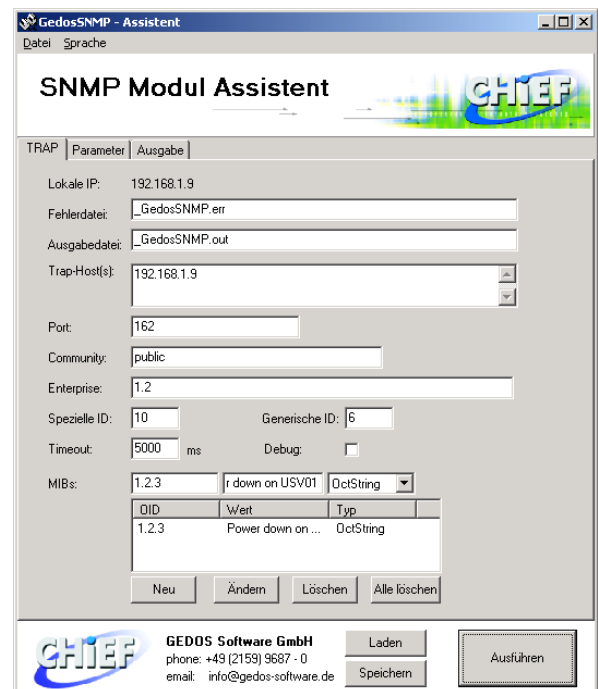 GedosSNMP - Assistent
Datei Sprache
SNMP Modul Assistent
CHiEF
TRAP Parameter Ausgabe
Lokale IP: 192.168.1.9
Fehlerdatei: _GedosSNMP.err
Ausgabedatei: _GedosSNMP.out
Trap-Host(s): 192.168.1.9
Port: 162
Community: public
Enterprise: 1.2
Spezielle ID: 10 Generische ID: 6
Timeout: 5000 ms Debug:
MIBs: 1.2.3 r down on USV01 OctString
OID Wert Typ
1.2.3 Power down on ... OctString
Neu Ändern Löschen Alle löschen
CHiEF
GEDOS Software GmbH
phone: +49 (2159) 9687 - 0
email: info@gedos-software.de
Laden
Speichern
Ausführen